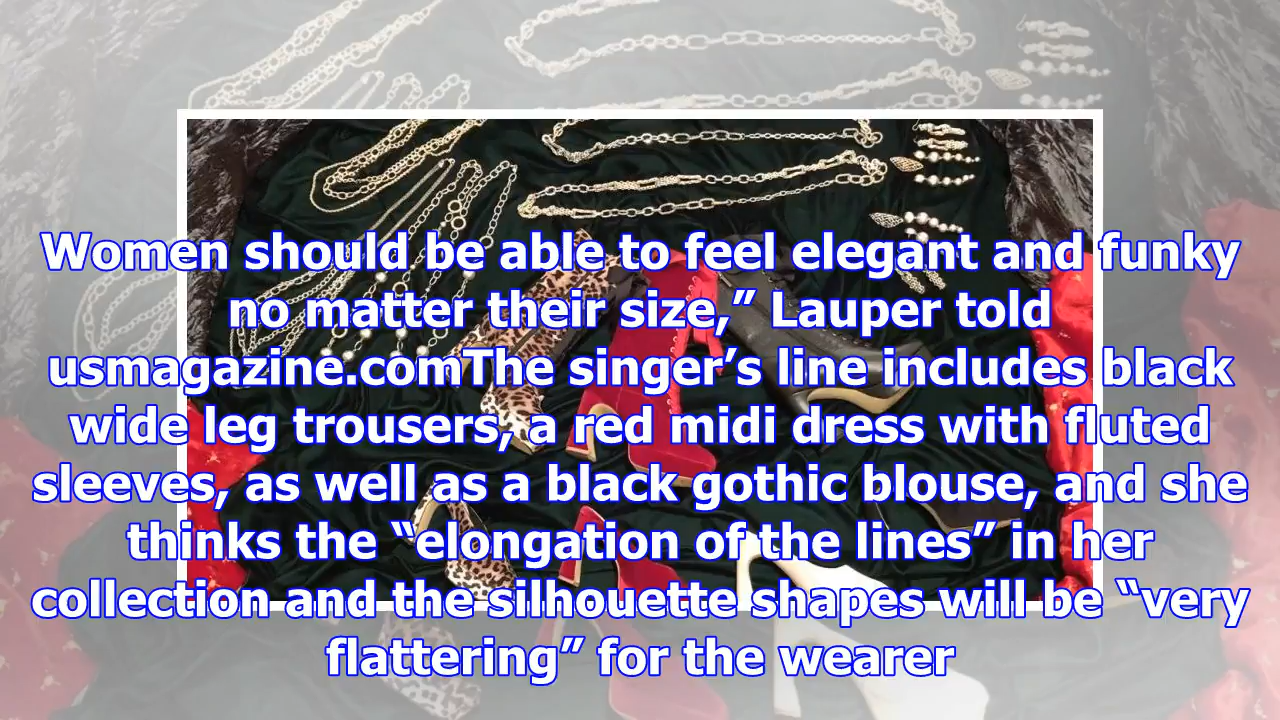 Women should be able to feel elegant and funky
no matter their size,” Lauper told
usmagazine.comThe singer’s line includes black
wide leg trousers, a red midi dress with fluted
sleeves, as well as a black gothic blouse, and she
thinks the “elongation of the lines” in her
collection and the silhouette shapes will be “very
flattering” for the wearer